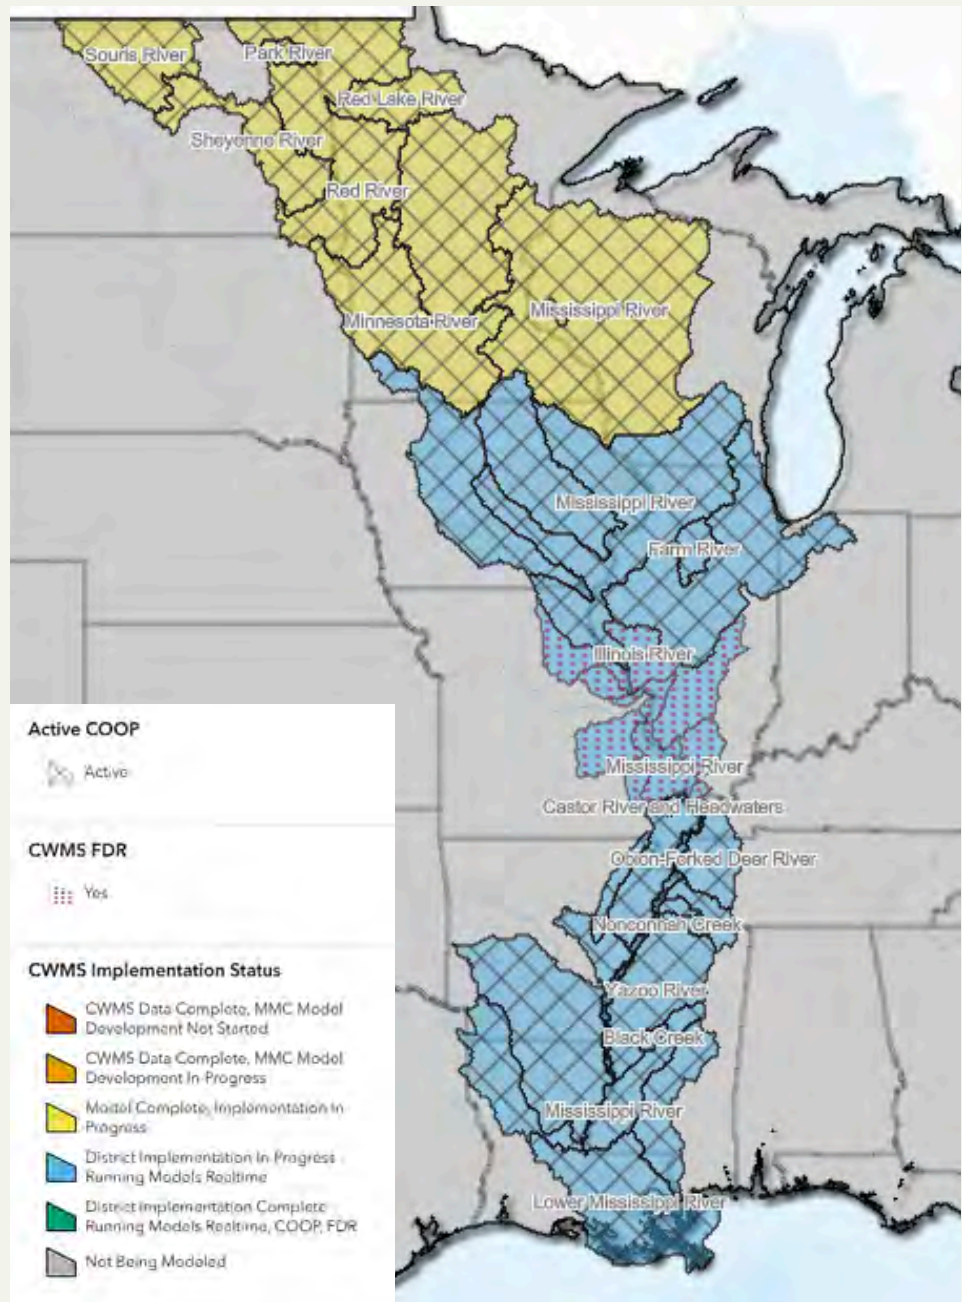 Souris River
Park River
Red Lake River
Sheyenne River
Red River
Mississippi River
Minnesota River
Mississippi River
Farm River
Illinois River
Mississippi River
Castor River and Headwaters
Obion-Forked Deer River
Nonconnah Creek
Yazoo River
Black Creek
Mississippi River
Lower Mississippi River
Active COOP
Active
CWMS FDR
Yes
CWMS Implementation Status
CWMS Data Complete, MMC Model
Development Not Started
CWMS Data Complete, MMC Model
Development In Progress
Model Complete, Implementation In
Progress
District Implementation In Progress
Running Models Realtime
District Implementation Complete
Running Models Realtime, COOP, FDR
Not Being Modeled